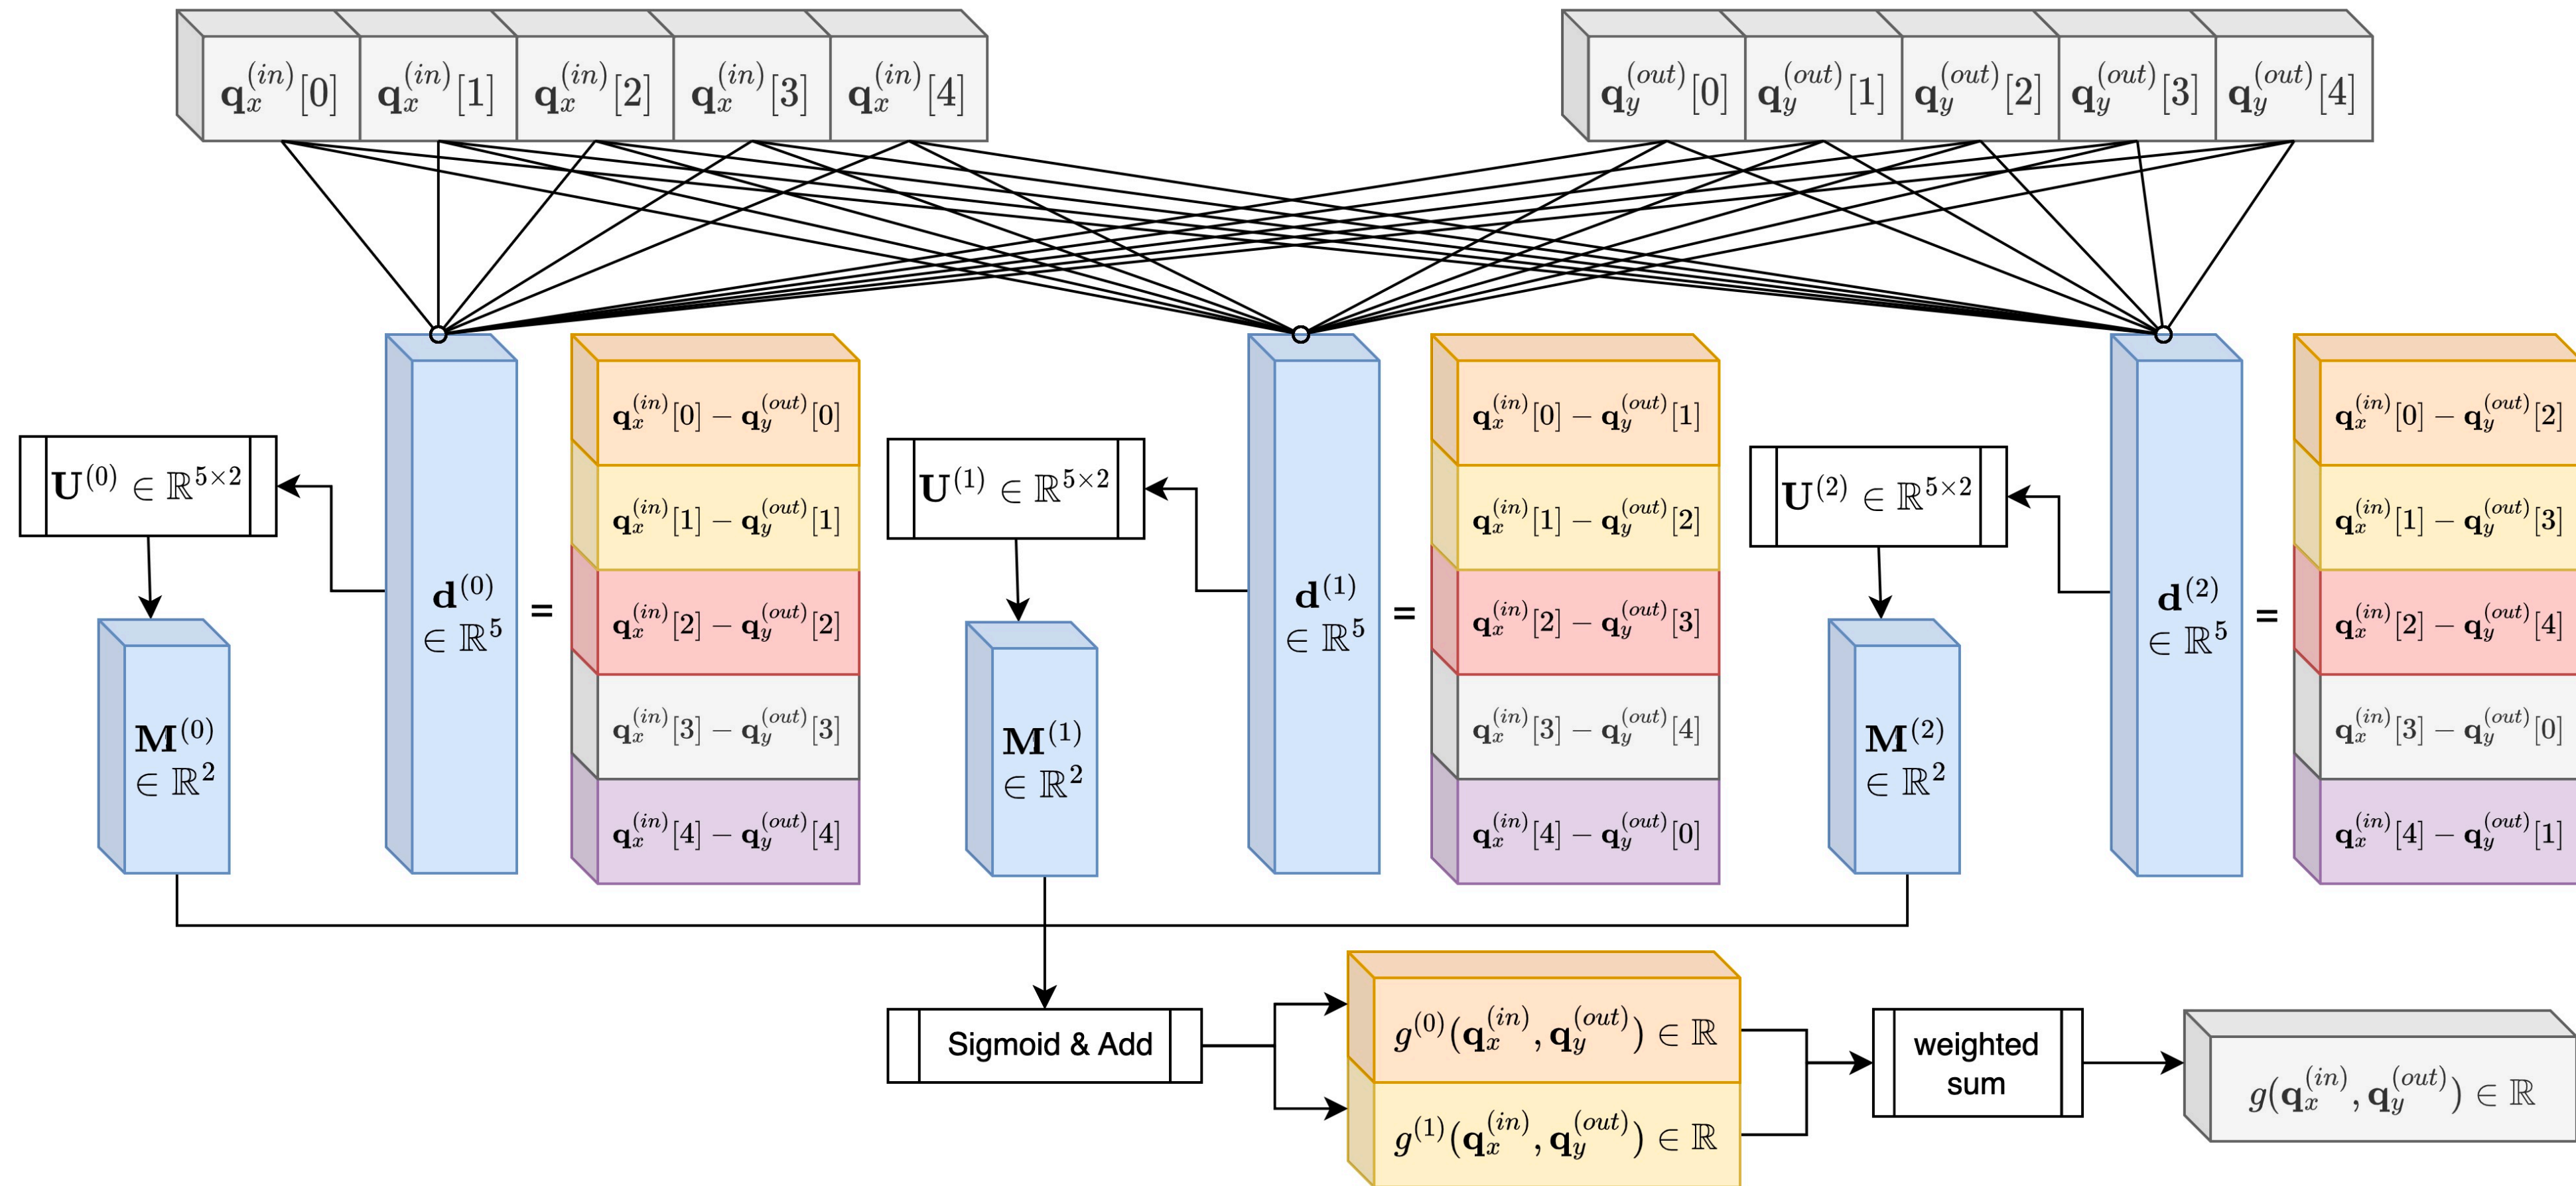 q_x^{(in)}[0] q_x^{(in)}[1] q_x^{(in)}[2] q_x^{(in)}[3] q_x^{(in)}[4]
q_y^{(out)}[0] q_y^{(out)}[1] q_y^{(out)}[2] q_y^{(out)}[3] q_y^{(out)}[4]
U^{(0)} ∈ ℝ^{5×2}
M^{(0)}
∈ ℝ^2
d^{(0)}
∈ ℝ^5
=
q_x^{(in)}[0] − q_y^{(out)}[0]
q_x^{(in)}[1] − q_y^{(out)}[1]
q_x^{(in)}[2] − q_y^{(out)}[2]
q_x^{(in)}[3] − q_y^{(out)}[3]
q_x^{(in)}[4] − q_y^{(out)}[4]
U^{(1)} ∈ ℝ^{5×2}
M^{(1)}
∈ ℝ^2
d^{(1)}
∈ ℝ^5
=
q_x^{(in)}[0] − q_y^{(out)}[1]
q_x^{(in)}[1] − q_y^{(out)}[2]
q_x^{(in)}[2] − q_y^{(out)}[3]
q_x^{(in)}[3] − q_y^{(out)}[4]
q_x^{(in)}[4] − q_y^{(out)}[0]
U^{(2)} ∈ ℝ^{5×2}
M^{(2)}
∈ ℝ^2
d^{(2)}
∈ ℝ^5
=
q_x^{(in)}[0] − q_y^{(out)}[2]
q_x^{(in)}[1] − q_y^{(out)}[3]
q_x^{(in)}[2] − q_y^{(out)}[4]
q_x^{(in)}[3] − q_y^{(out)}[0]
q_x^{(in)}[4] − q_y^{(out)}[1]
Sigmoid & Add
g^{(0)}(q_x^{(in)}, q_y^{(out)}) ∈ ℝ
g^{(1)}(q_x^{(in)}, q_y^{(out)}) ∈ ℝ
weighted
sum
g(q_x^{(in)}, q_y^{(out)}) ∈ ℝ